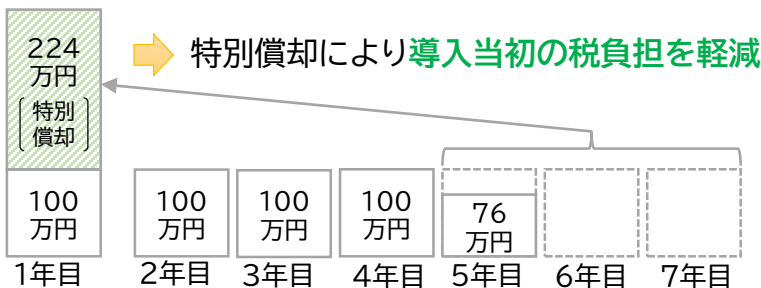 224
万円
特別
償却
特別償却により導入当初の税負担を軽減
100
万円
100
万円
100
万円
100
万円
76
万円
1年目
2年目
3年目
4年目
5年目
6年目
7年目